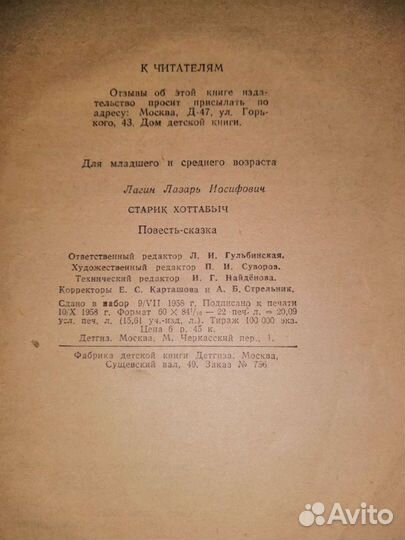 К ЧИТАТЕЛЯМ
Отзывы об этой книге изда-
тельство просит присылать по
адресу: Москва, Д-47, ул. Горь-
кого, 43. Дом детской книги.
Для младшего и среднего возраста
Лагин Лазарь Иосифович
СТАРИК ХОТТАБЫЧ
Повесть-сказка
Ответственный редактор Л. И. Гульбинская.
Художественный редактор П. И. Суворов.
Технический редактор И. Г. Найдёнова.
Корректоры Е. С. Карташова и А. Б. Стрельник.
Сдано в набор 9/VII 1958 г. Подписано к печати
10/X 1958 г. Формат 60 × 84¹/₁₆ — 22 печ. л. = 20,09
усл. печ. л. (15,61 уч.-изд. л.). Тираж 100 000 экз.
Цена 6 р. 45 к.
Детгиз. Москва, М. Черкасский пер., 1.
Фабрика детской книги Детгиза. Москва,
Сущевский вал, 49. Заказ № 756
Avito